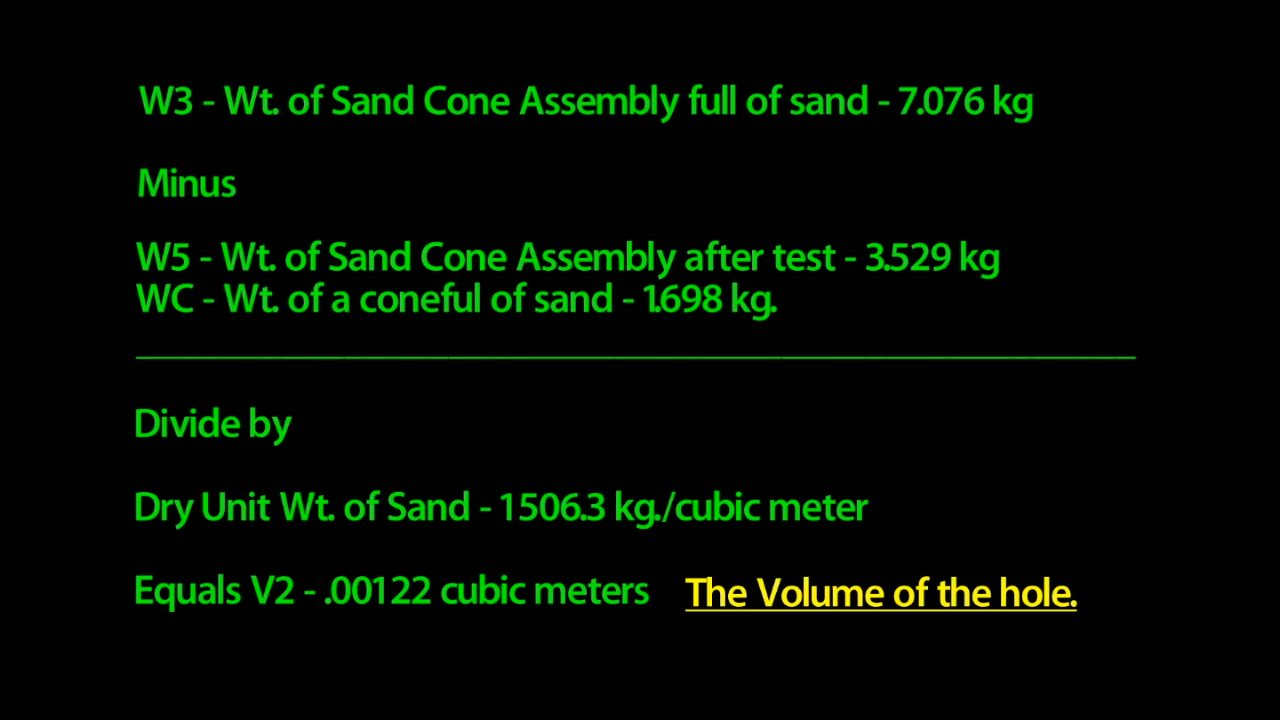 W3 - Wt. of Sand Cone Assembly full of sand - 7.076 kg
Minus
W5 - Wt. of Sand Cone Assembly after test - 3.529 kg
WC - Wt. of a coneful of sand - 1.698 kg.
Divide by
Dry Unit Wt. of Sand - 1506.3 kg./cubic meter
Equals V2 - .00122 cubic meters The Volume of the hole.